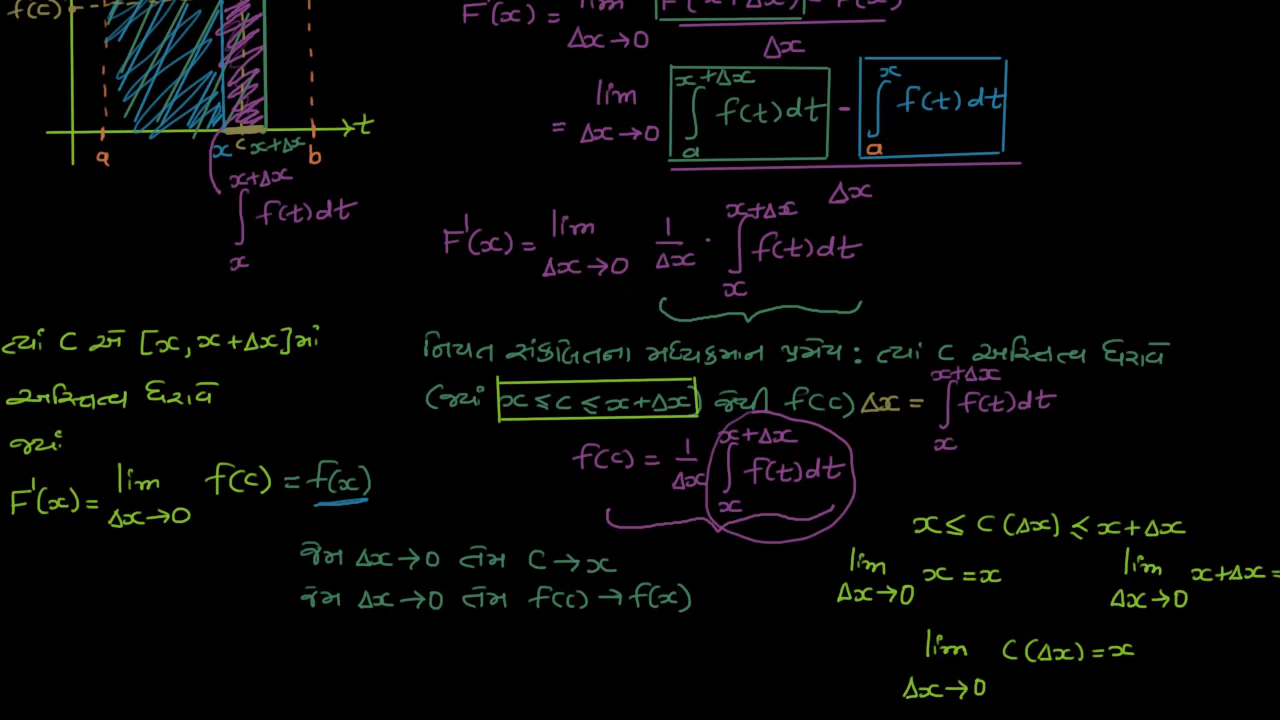 f(c)
t
a x c x+Δx b
∫ₓ^(x+Δx) f(t)dt
F'(x) = lim Δx→0 F(x+Δx) - F(x) / Δx
= lim Δx→0 ∫ₐ^(x+Δx) f(t)dt - ∫ₐ^x f(t)dt / Δx
F'(x) = lim Δx→0 1/Δx · ∫ₓ^(x+Δx) f(t)dt
ત્યાં C એ [x, x+Δx]માં
અસ્તિત્વ ધરાવે
જ્યાં
F'(x) = lim Δx→0 f(c) = f(x)
નિયત સંકલિતના મધ્યકમાન પ્રમેય : ત્યાં C અસ્તિત્વ ધરાવે
(જ્યાં x ≤ c ≤ x+Δx) જેથી f(c) Δx = ∫ₓ^(x+Δx) f(t)dt
f(c) = 1/Δx ∫ₓ^(x+Δx) f(t)dt
જેમ Δx→0 તેમ C→x
જેમ Δx→0 તેમ f(c)→f(x)
x ≤ C(Δx) ≤ x+Δx
lim Δx→0 x = x
lim Δx→0 x+Δx =
lim Δx→0 C(Δx) = x